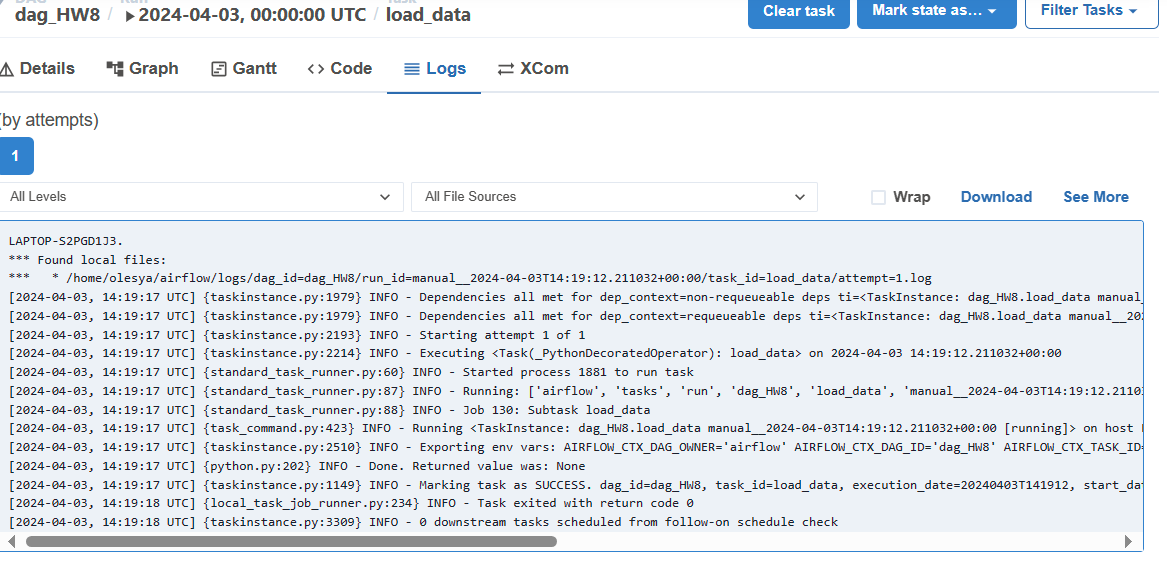 dag_HW8 / 2024-04-03, 00:00:00 UTC / load_data
Clear task
Mark state as…
Filter Tasks
Details
Graph
Gantt
Code
Logs
XCom
(by attempts)
1
All Levels
All File Sources
Wrap
Download
See More
LAPTOP-S2PGD1J3.
*** Found local files:
***   * /home/olesya/airflow/logs/dag_id=dag_HW8/run_id=manual__2024-04-03T14:19:12.211032+00:00/task_id=load_data/attempt=1.log
[2024-04-03, 14:19:17 UTC] {taskinstance.py:1979} INFO - Dependencies all met for dep_context=non-requeueable deps ti=<TaskInstance: dag_HW8.load_data manual_
[2024-04-03, 14:19:17 UTC] {taskinstance.py:1979} INFO - Dependencies all met for dep_context=requeueable deps ti=<TaskInstance: dag_HW8.load_data manual__202
[2024-04-03, 14:19:17 UTC] {taskinstance.py:2193} INFO - Starting attempt 1 of 1
[2024-04-03, 14:19:17 UTC] {taskinstance.py:2214} INFO - Executing <Task(_PythonDecoratedOperator): load_data> on 2024-04-03 14:19:12.211032+00:00
[2024-04-03, 14:19:17 UTC] {standard_task_runner.py:60} INFO - Started process 1881 to run task
[2024-04-03, 14:19:17 UTC] {standard_task_runner.py:87} INFO - Running: ['airflow', 'tasks', 'run', 'dag_HW8', 'load_data', 'manual__2024-04-03T14:19:12.2110
[2024-04-03, 14:19:17 UTC] {standard_task_runner.py:88} INFO - Job 130: Subtask load_data
[2024-04-03, 14:19:17 UTC] {task_command.py:423} INFO - Running <TaskInstance: dag_HW8.load_data manual__2024-04-03T14:19:12.211032+00:00 [running]> on host
[2024-04-03, 14:19:17 UTC] {taskinstance.py:2510} INFO - Exporting env vars: AIRFLOW_CTX_DAG_OWNER='airflow' AIRFLOW_CTX_DAG_ID='dag_HW8' AIRFLOW_CTX_TASK_ID=
[2024-04-03, 14:19:17 UTC] {python.py:202} INFO - Done. Returned value was: None
[2024-04-03, 14:19:17 UTC] {taskinstance.py:1149} INFO - Marking task as SUCCESS. dag_id=dag_HW8, task_id=load_data, execution_date=20240403T141912, start_da
[2024-04-03, 14:19:18 UTC] {local_task_job_runner.py:234} INFO - Task exited with return code 0
[2024-04-03, 14:19:18 UTC] {taskinstance.py:3309} INFO - 0 downstream tasks scheduled from follow-on schedule check